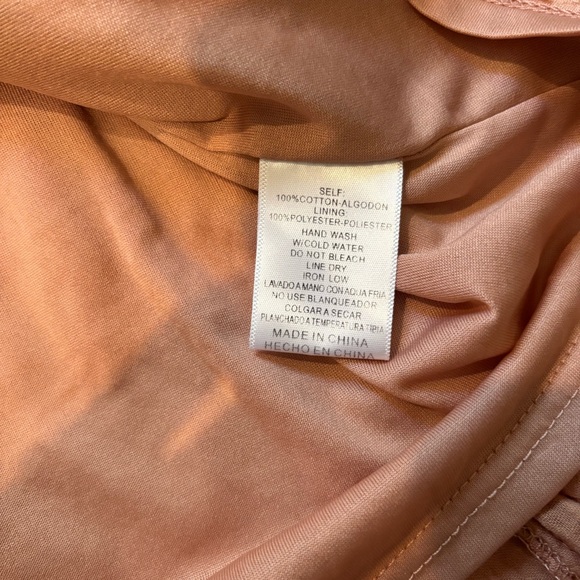 SELF:
100%COTTON-ALGODON
LINING:
100%POLYESTER-POLIESTER
HAND WASH
W/COLD WATER
DO NOT BLEACH
LINE DRY
IRON LOW
LAVADO A MANO CON AQUA FRIA
NO USE BLANQUEADOR
COLGAR A SECAR
PLANCHADO A TEMPERATURA TIBIA
MADE IN CHINA
HECHO EN CHINA